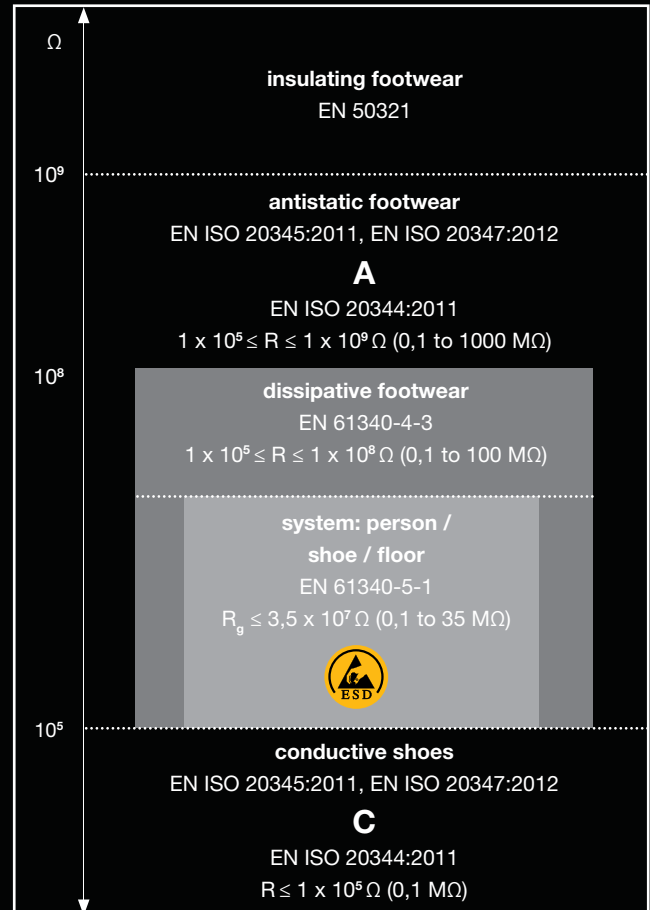 Ω
insulating footwear
EN 50321
10⁹
antistatic footwear
EN ISO 20345:2011, EN ISO 20347:2012
A
EN ISO 20344:2011
1 x 10⁵ ≤ R ≤ 1 x 10⁹ Ω (0,1 to 1000 MΩ)
10⁸
dissipative footwear
EN 61340-4-3
1 x 10⁵ ≤ R ≤ 1 x 10⁸ Ω (0,1 to 100 MΩ)
system: person /
shoe / floor
EN 61340-5-1
R_g ≤ 3,5 x 10⁷ Ω (0,1 to 35 MΩ)
ESD
10⁵
conductive shoes
EN ISO 20345:2011, EN ISO 20347:2012
C
EN ISO 20344:2011
R ≤ 1 x 10⁵ Ω (0,1 MΩ)